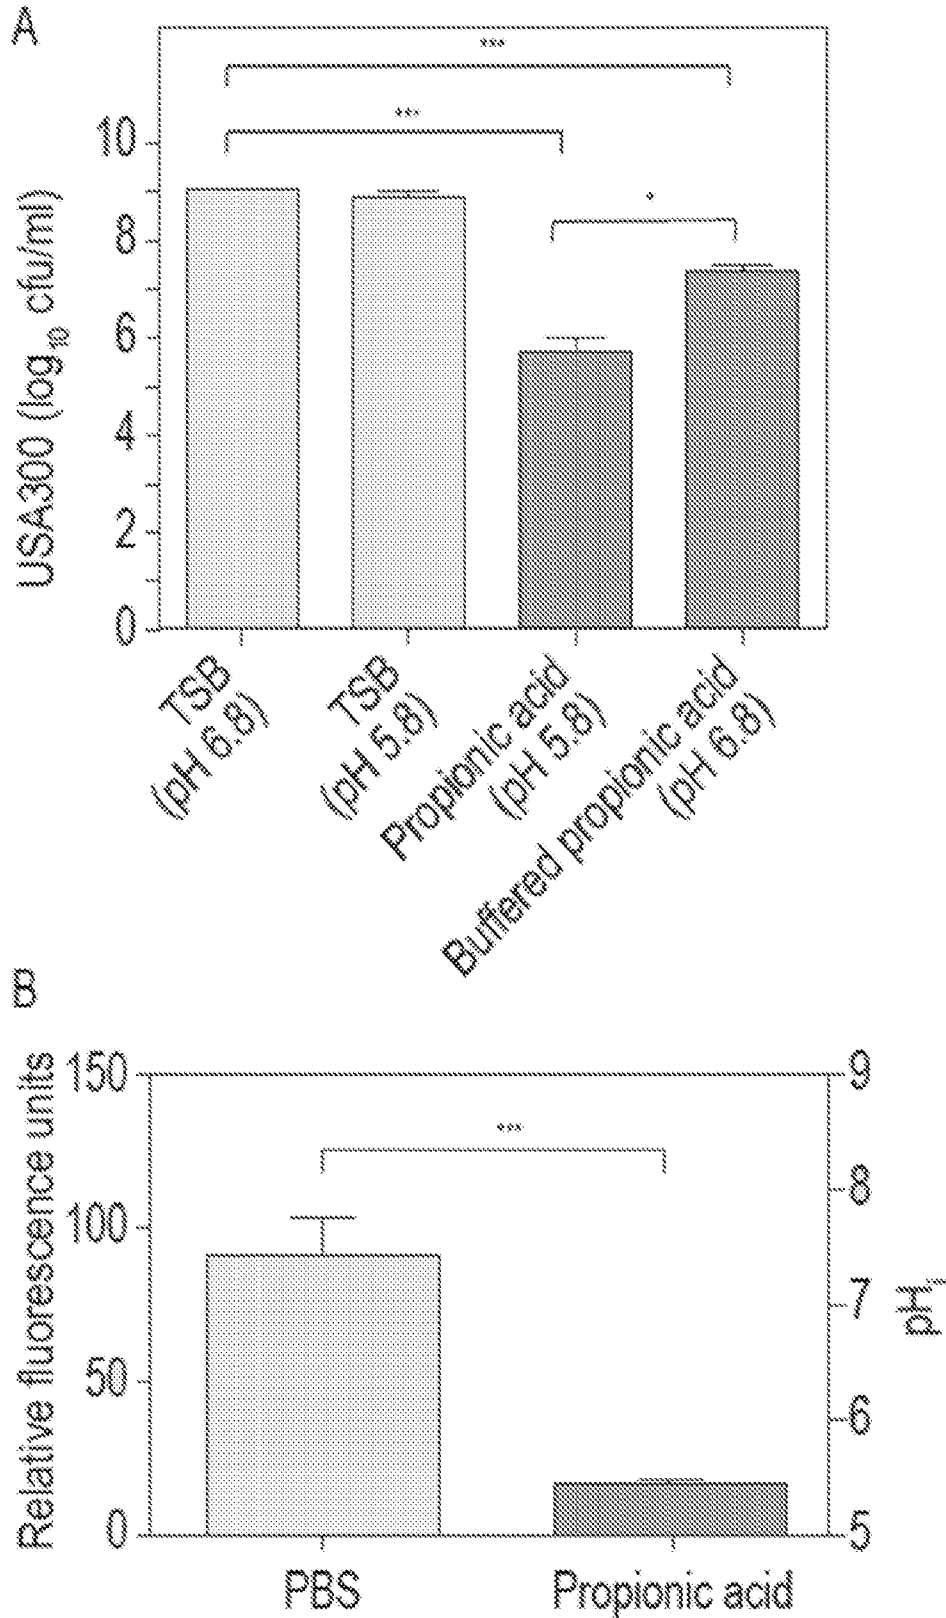 A
***
***
*
10
8
6
4
2
0
USA300 (log10 cfu/ml)
TSB
(pH 6.8)
TSB
(pH 5.8)
Propionic acid
(pH 5.8)
Buffered propionic acid
(pH 6.8)
B
***
150
100
50
0
Relative fluorescence units
9
8
7
6
5
pHi
PBS
Propionic acid